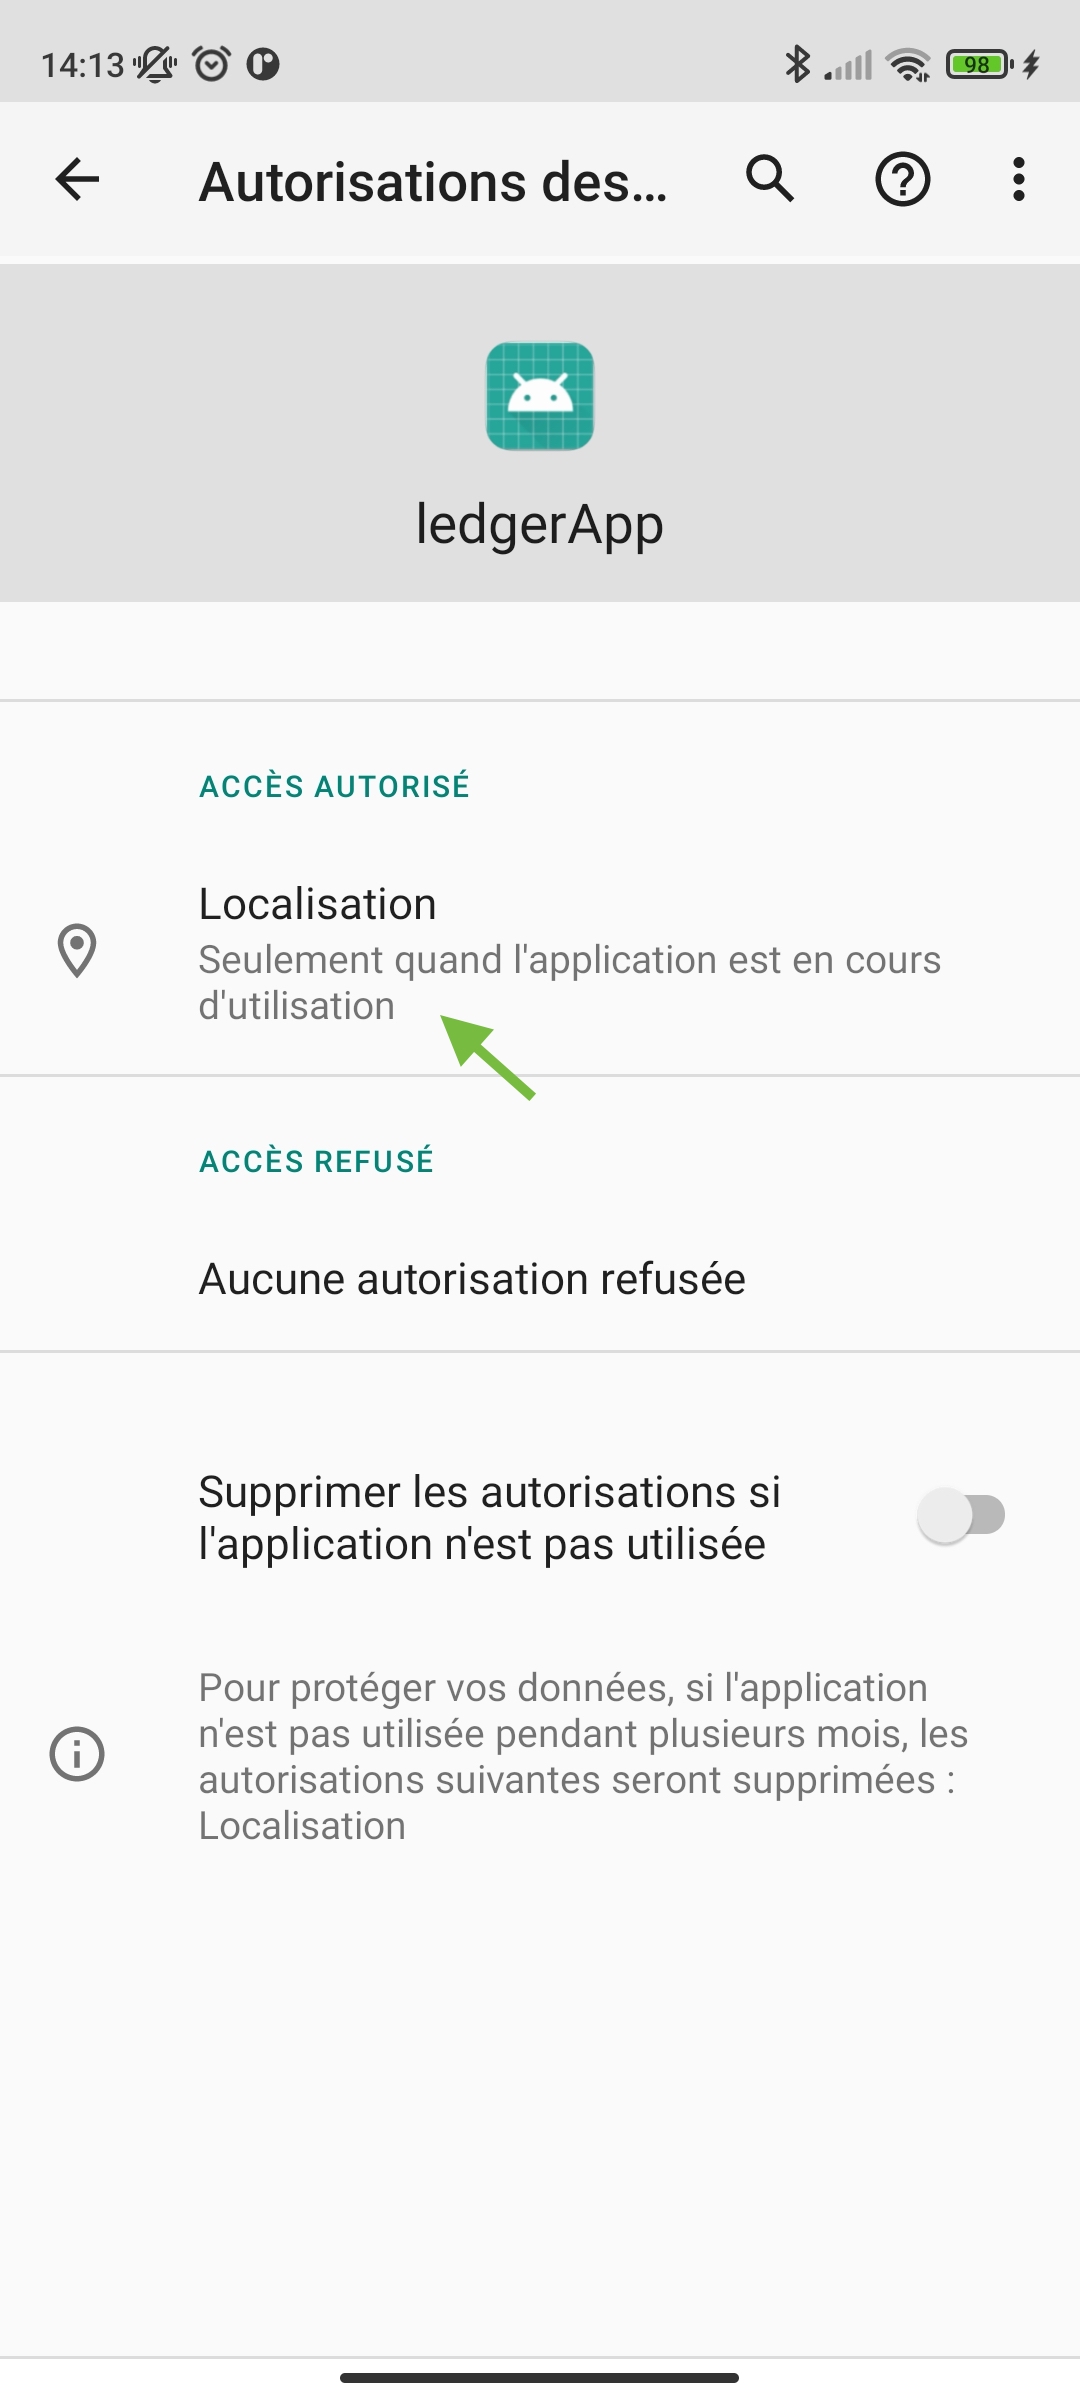 14:13
98
Autorisations des...
ledgerApp
ACCÈS AUTORISÉ
Localisation
Seulement quand l'application est en cours
d'utilisation
ACCÈS REFUSÉ
Aucune autorisation refusée
Supprimer les autorisations si
l'application n'est pas utilisée
Pour protéger vos données, si l'application
n'est pas utilisée pendant plusieurs mois, les
autorisations suivantes seront supprimées :
Localisation